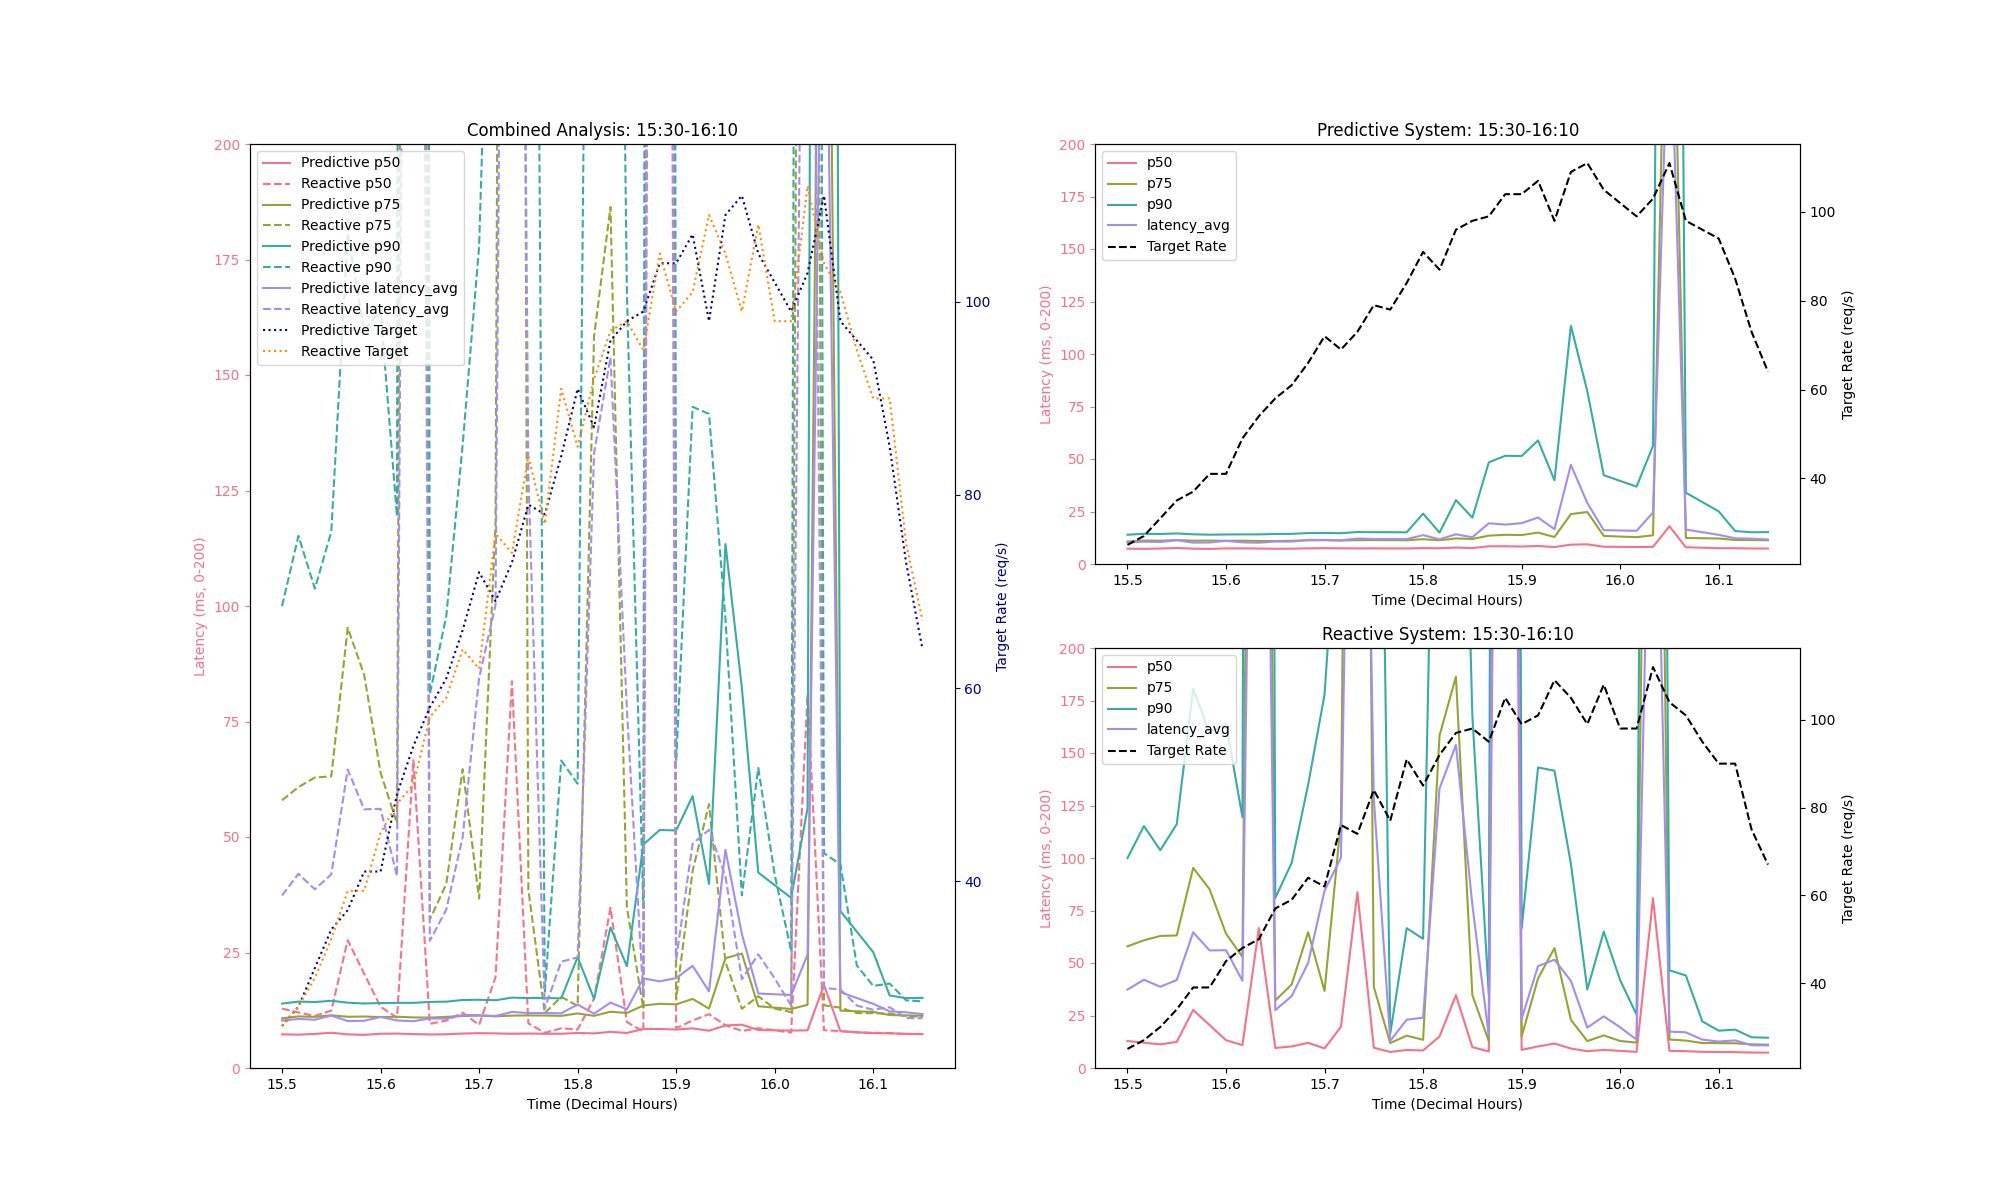 Combined Analysis: 15:30-16:10
200
175
150
125
100
75
50
25
0
Latency (ms, 0-200)
Predictive p50
Reactive p50
Predictive p75
Reactive p75
Predictive p90
Reactive p90
Predictive latency_avg
Reactive latency_avg
Predictive Target
Reactive Target
100
80
60
40
Target Rate (req/s)
15.5 15.6 15.7 15.8 15.9 16.0 16.1
Time (Decimal Hours)
Predictive System: 15:30-16:10
200
175
150
125
100
75
50
25
0
Latency (ms, 0-200)
p50
p75
p90
latency_avg
Target Rate
100
80
60
40
Target Rate (req/s)
15.5 15.6 15.7 15.8 15.9 16.0 16.1
Time (Decimal Hours)
Reactive System: 15:30-16:10
200
175
150
125
100
75
50
25
0
Latency (ms, 0-200)
p50
p75
p90
latency_avg
Target Rate
100
80
60
40
Target Rate (req/s)
15.5 15.6 15.7 15.8 15.9 16.0 16.1
Time (Decimal Hours)